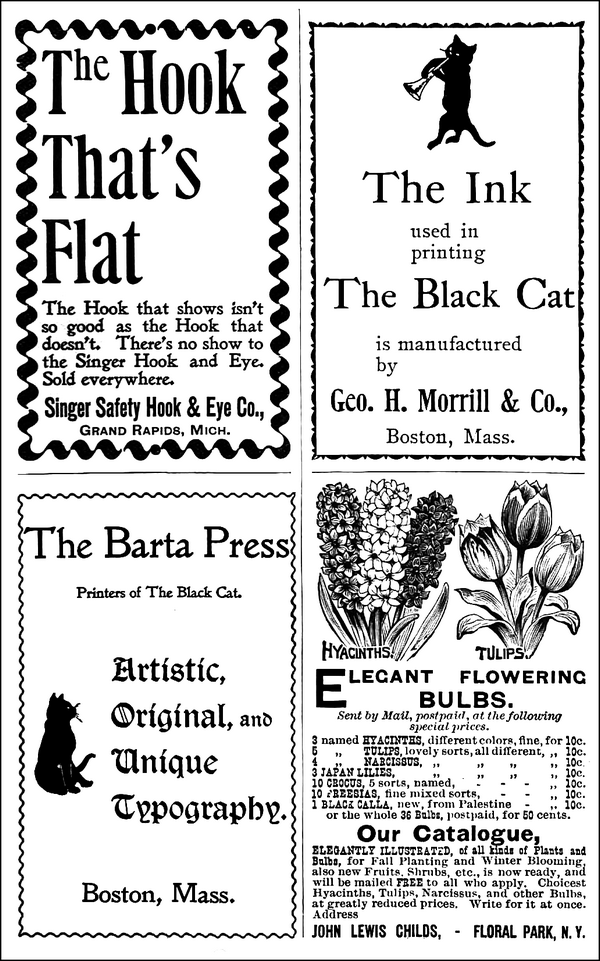 The Hook
That's
Flat
The Hook that shows isn't
so good as the Hook that
doesn't. There's no show to
the Singer Hook and Eye.
Sold everywhere.
Singer Safety Hook & Eye Co.,
GRAND RAPIDS, MICH.
The Ink
used in
printing
The Black Cat
is manufactured
by
Geo. H. Morrill & Co.,
Boston, Mass.
The Barta Press
Printers of The Black Cat.
Artistic,
Original, and
Unique
Typography.
Boston, Mass.
HYACINTHS. TULIPS.
ELEGANT FLOWERING
BULBS.
Sent by Mail, postpaid, at the following
special prices.
3 named HYACINTHS, different colors, fine, for 10c.
5 „ TULIPS, lovely sorts, all different, „ 10c.
4 „ NARCISSUS, „ „ „ „ 10c.
3 JAPAN LILIES, „ „ „ „ 10c.
10 CROCUS, 5 sorts, named, - - - „ 10c.
10 FREESIAS, fine mixed sorts, - - „ 10c.
1 BLACK CALLA, new, from Palestine - „ 10c.
or the whole 36 Bulbs, postpaid, for 50 cents.
Our Catalogue,
ELEGANTLY ILLUSTRATED, of all kinds of Plants and
Bulbs, for Fall Planting and Winter Blooming,
also new Fruits, Shrubs, etc., is now ready, and
will be mailed FREE to all who apply. Choicest
Hyacinths, Tulips, Narcissus, and other Bulbs,
at greatly reduced prices. Write for it at once.
Address
JOHN LEWIS CHILDS, - FLORAL PARK, N. Y.